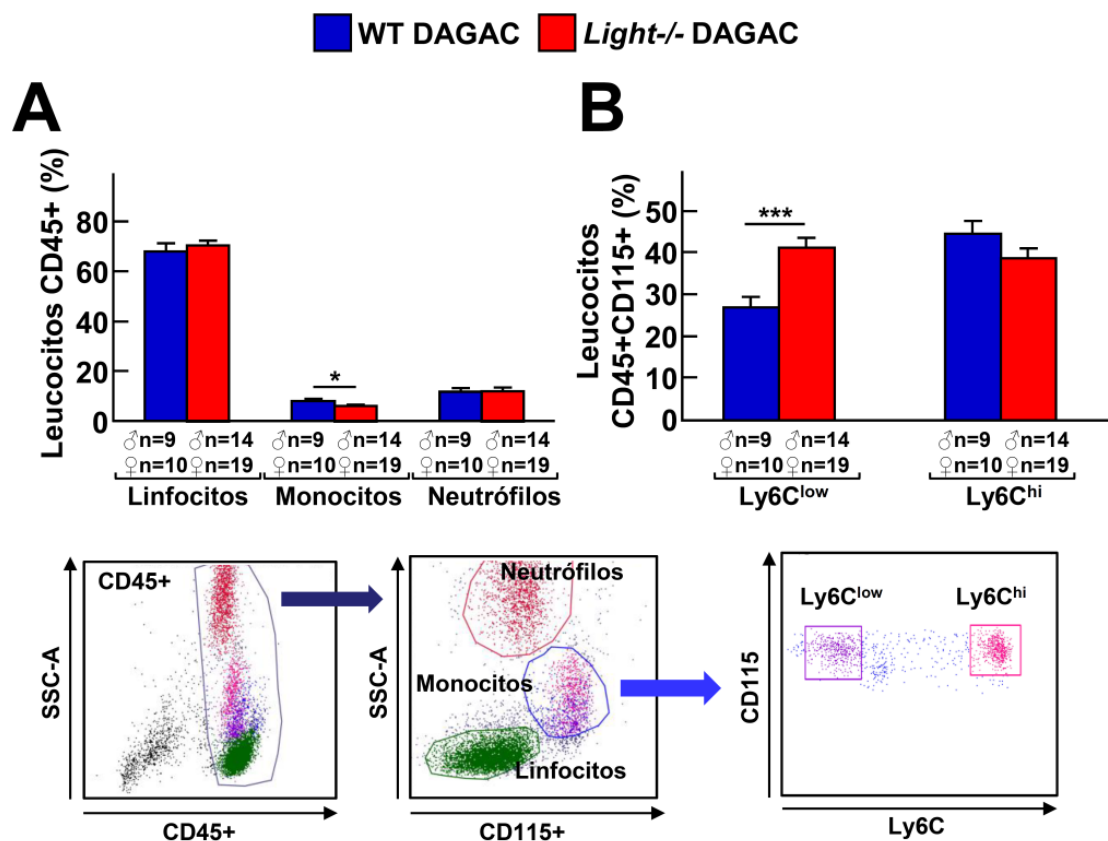 WT DAGAC Light-/- DAGAC
A
Leucocitos CD45+ (%)
80
60
40
20
0
♂n=9 ♂n=14 ♂n=9 ♂n=14 ♂n=9 ♂n=14
♀n=10 ♀n=19 ♀n=10 ♀n=19 ♀n=10 ♀n=19
Linfocitos Monocitos Neutrófilos
*
B
Leucocitos
CD45+CD115+ (%)
50
40
30
20
10
0
***
♂n=9 ♂n=14 ♂n=9 ♂n=14
♀n=10 ♀n=19 ♀n=10 ♀n=19
Ly6Clow Ly6Chi
CD45+
SSC-A
CD45+
Neutrófilos
Monocitos
Linfocitos
SSC-A
CD115+
Ly6Clow Ly6Chi
CD115
Ly6C